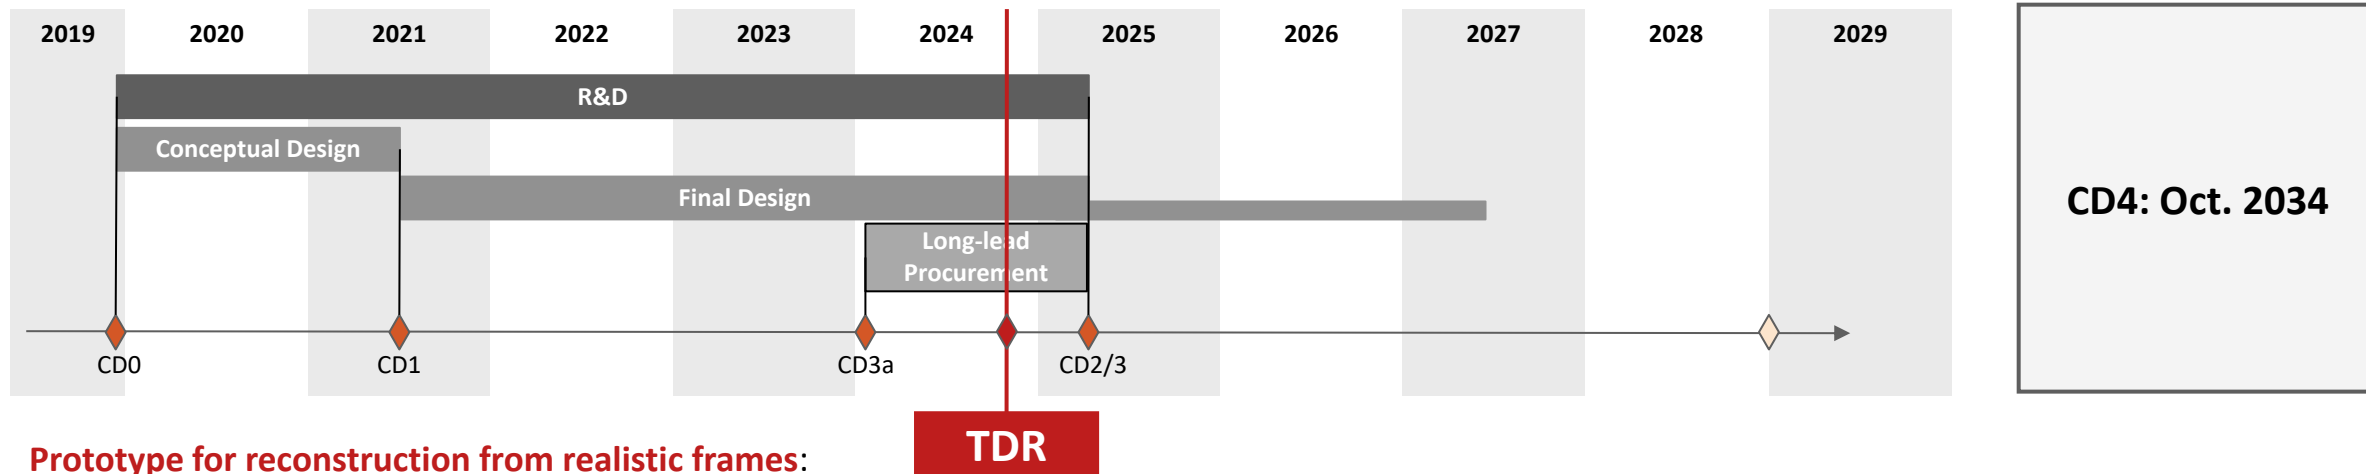 2019 2020 2021 2022 2023 2024 2025 2026 2027 2028 2029
R&D
Conceptual Design
Final Design
Long-lead
Procurement
CD0 CD1 CD3a CD2/3
CD4: Oct. 2034
TDR
Prototype for reconstruction from realistic frames: